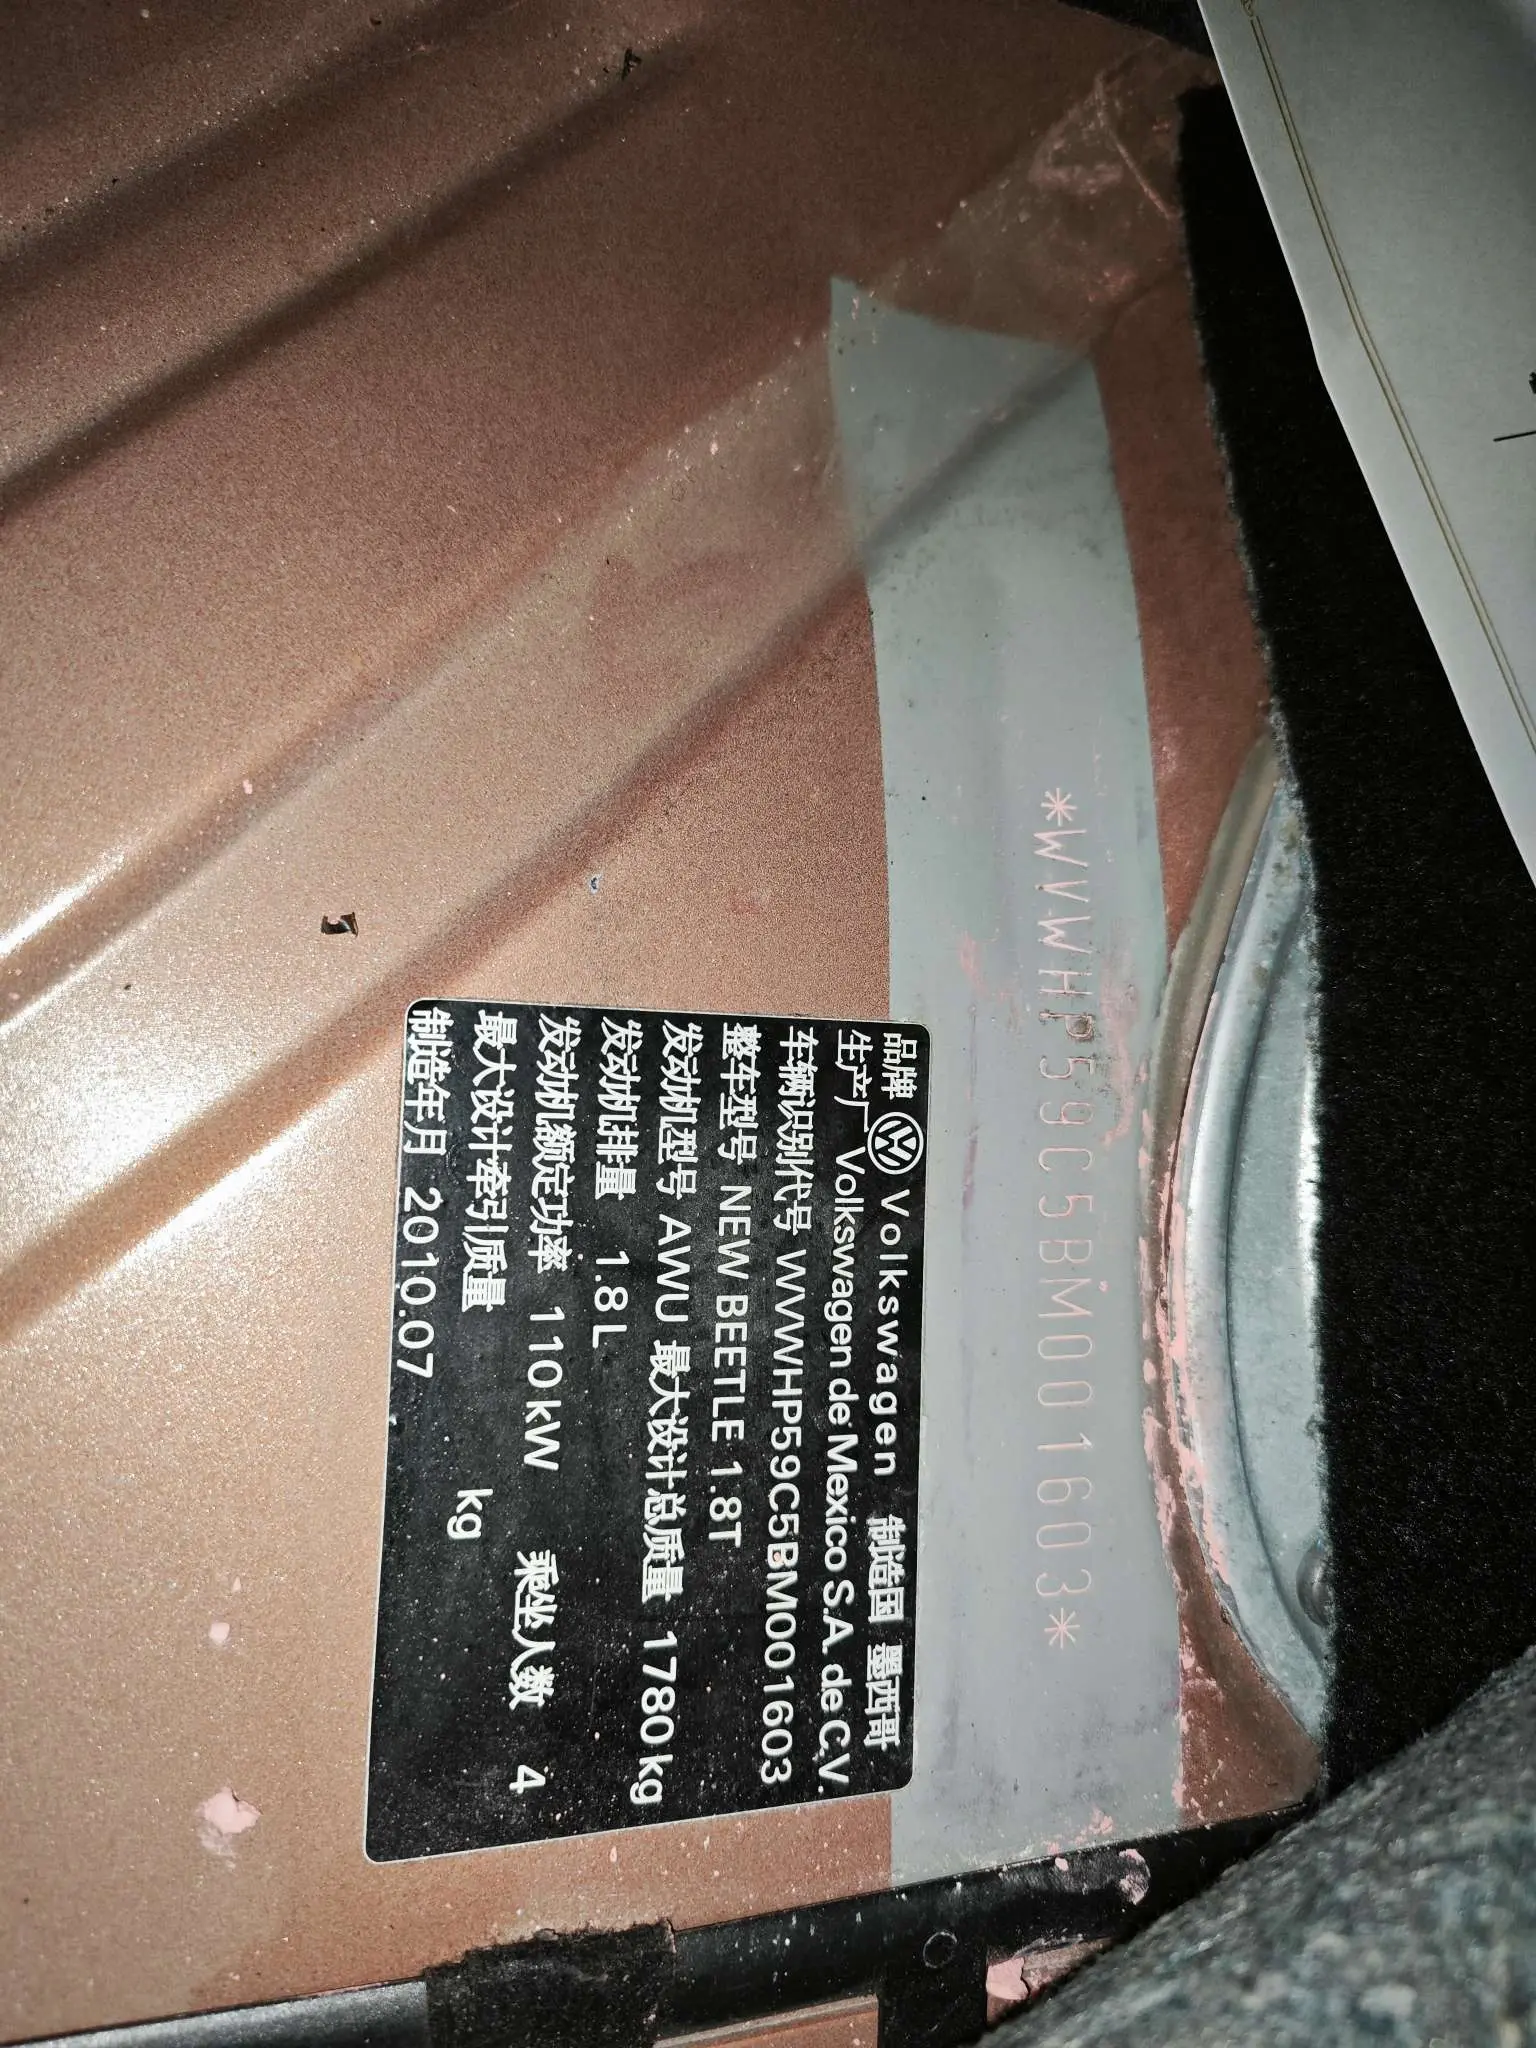 *WVWHP59C5BM001603*
品牌 Volkswagen 制造国 墨西哥
生产厂 Volkswagen de Mexico S.A. de C.V.
车辆识别代号 WVWHP59C5BM001603
整车型号 NEW BEETLE 1.8T
发动机型号 AWU 最大设计总质量 1780kg
发动机排量 1.8L
发动机额定功率 110kW 乘坐人数 4
最大设计牵引质量 kg
制造年月 2010.07